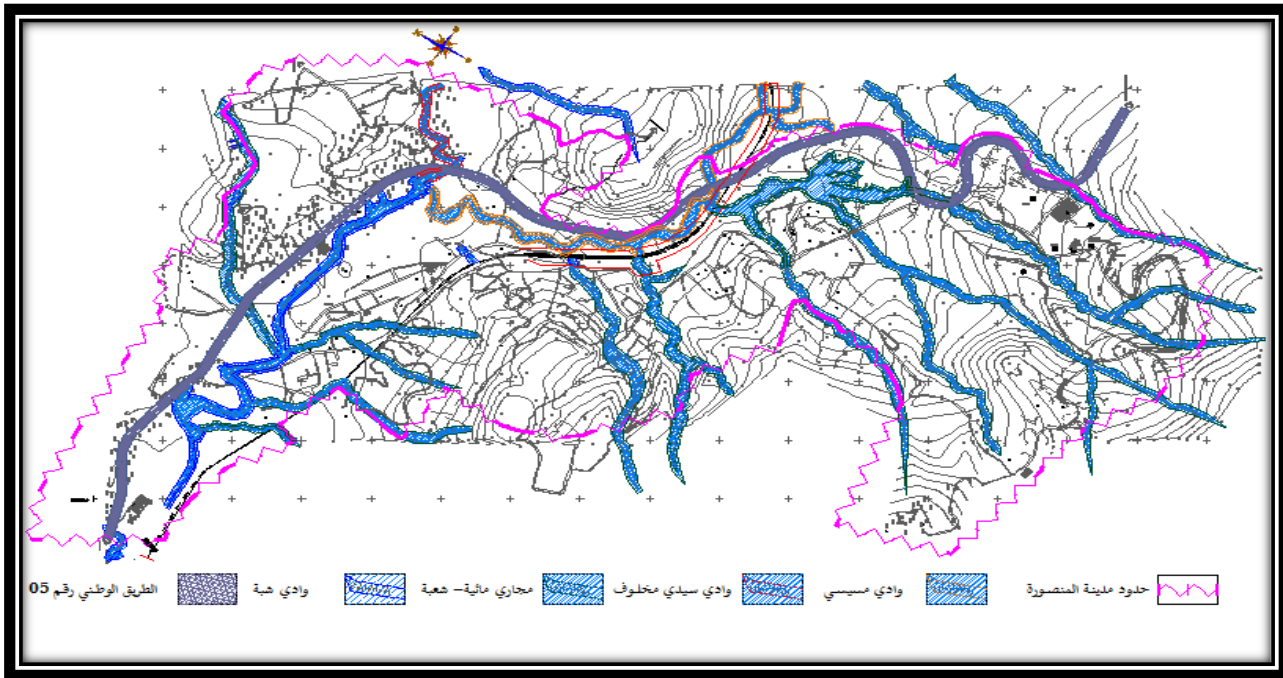 حدود مدينة المنصورة وادي مسيسي وادي سيدي مخلوف مجاري مائية– شعبة وادي شبة الطريق الوطني رقم 05